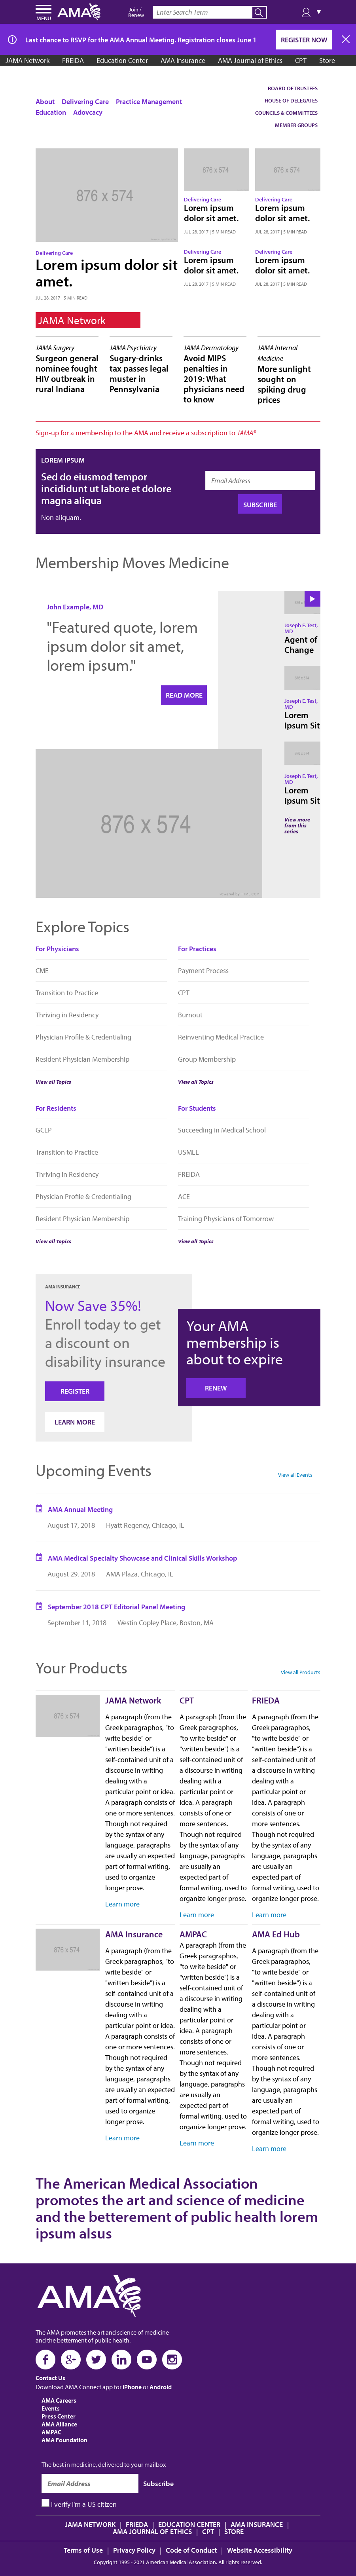 MENU
AMA
Join /
Renew
Enter Search Term
▼
Last chance to RSVP for the AMA Annual Meeting. Registration closes June 1
REGISTER NOW
JAMA Network
FREIDA
Education Center
AMA Insurance
AMA Journal of Ethics
CPT
Store
BOARD OF TRUSTEES
HOUSE OF DELEGATES
COUNCILS & COMMITTEES
MEMBER GROUPS
About
Delivering Care
Practice Management
Education
Adovcacy
876 x 574
Delivering Care
Lorem ipsum dolor sit
amet.
JUL 28, 2017 | 5 MIN READ
876 x 574
Delivering Care
Lorem ipsum
dolor sit amet.
JUL 28, 2017 | 5 MIN READ
876 x 574
Delivering Care
Lorem ipsum
dolor sit amet.
JUL 28, 2017 | 5 MIN READ
Delivering Care
Lorem ipsum
dolor sit amet.
JUL 28, 2017 | 5 MIN READ
Delivering Care
Lorem ipsum
dolor sit amet.
JUL 28, 2017 | 5 MIN READ
JAMA Network
JAMA Surgery
Surgeon general
nominee fought
HIV outbreak in
rural Indiana
JAMA Psychiatry
Sugary-drinks
tax passes legal
muster in
Pennsylvania
JAMA Dermatology
Avoid MIPS
penalties in
2019: What
physicians need
to know
JAMA Internal
Medicine
More sunlight
sought on
spiking drug
prices
Sign-up for a membership to the AMA and receive a subscription to JAMA®
LOREM IPSUM
Sed do eiusmod tempor
incididunt ut labore et dolore
magna aliqua
Non aliquam.
Email Address
SUBSCRIBE
Membership Moves Medicine
John Example, MD
"Featured quote, lorem
ipsum dolor sit amet,
lorem ipsum."
READ MORE
876 x 574
Joseph E. Test,
MD
Agent of
Change
Joseph E. Test,
MD
Lorem
Ipsum Sit
Joseph E. Test,
MD
Lorem
Ipsum Sit
View more
from this
series
Explore Topics
For Physicians
CME
Transition to Practice
Thriving in Residency
Physician Profile & Credentialing
Resident Physician Membership
View all Topics
For Practices
Payment Process
CPT
Burnout
Reinventing Medical Practice
Group Membership
View all Topics
For Residents
GCEP
Transition to Practice
Thriving in Residency
Physician Profile & Credentialing
Resident Physician Membership
View all Topics
For Students
Succeeding in Medical School
USMLE
FREIDA
ACE
Training Physicians of Tomorrow
View all Topics
AMA INSURANCE
Now Save 35%!
Enroll today to get
a discount on
disability insurance
REGISTER
LEARN MORE
Your AMA
membership is
about to expire
RENEW
Upcoming Events
View all Events
AMA Annual Meeting
August 17, 2018
Hyatt Regency, Chicago, IL
AMA Medical Specialty Showcase and Clinical Skills Workshop
August 29, 2018
AMA Plaza, Chicago, IL
September 2018 CPT Editorial Panel Meeting
September 11, 2018
Westin Copley Place, Boston, MA
Your Products
View all Products
876 x 574
JAMA Network
A paragraph (from the
Greek paragraphos, "to
write beside" or
"written beside") is a
self-contained unit of a
discourse in writing
dealing with a
particular point or idea.
A paragraph consists of
one or more sentences.
Though not required
by the syntax of any
language, paragraphs
are usually an expected
part of formal writing,
used to organize
longer prose.
Learn more
CPT
A paragraph (from the
Greek paragraphos,
"to write beside" or
"written beside") is a
self-contained unit of
a discourse in writing
dealing with a
particular point or
idea. A paragraph
consists of one or
more sentences.
Though not required
by the syntax of any
language, paragraphs
are usually an
expected part of
formal writing, used to
organize longer prose.
Learn more
FRIEDA
A paragraph (from the
Greek paragraphos,
"to write beside" or
"written beside") is a
self-contained unit of
a discourse in writing
dealing with a
particular point or
idea. A paragraph
consists of one or
more sentences.
Though not required
by the syntax of any
language, paragraphs
are usually an
expected part of
formal writing, used to
organize longer prose.
Learn more
876 x 574
AMA Insurance
A paragraph (from the
Greek paragraphos, "to
write beside" or
"written beside") is a
self-contained unit of a
discourse in writing
dealing with a
particular point or idea.
A paragraph consists of
one or more sentences.
Though not required
by the syntax of any
language, paragraphs
are usually an expected
part of formal writing,
used to organize
longer prose.
Learn more
AMPAC
A paragraph (from the
Greek paragraphos,
"to write beside" or
"written beside") is a
self-contained unit of
a discourse in writing
dealing with a
particular point or
idea. A paragraph
consists of one or
more sentences.
Though not required
by the syntax of any
language, paragraphs
are usually an
expected part of
formal writing, used to
organize longer prose.
Learn more
AMA Ed Hub
A paragraph (from the
Greek paragraphos,
"to write beside" or
"written beside") is a
self-contained unit of
a discourse in writing
dealing with a
particular point or
idea. A paragraph
consists of one or
more sentences.
Though not required
by the syntax of any
language, paragraphs
are usually an
expected part of
formal writing, used to
organize longer prose.
Learn more
The American Medical Association
promotes the art and science of medicine
and the betterement of public health lorem
ipsum alsus
AMA
The AMA promotes the art and science of medicine
and the betterment of public health.
Contact Us
Download AMA Connect app for iPhone or Android
AMA Careers
Events
Press Center
AMA Alliance
AMPAC
AMA Foundation
The best in medicine, delivered to your mailbox
Email Address
Subscribe
I verify I'm a US citizen
JAMA NETWORK | FRIEDA | EDUCATION CENTER | AMA INSURANCE |
AMA JOURNAL OF ETHICS | CPT | STORE
Terms of Use | Privacy Policy | Code of Conduct | Website Accessibility
Copyright 1995 - 2021 American Medical Association. All rights reserved.